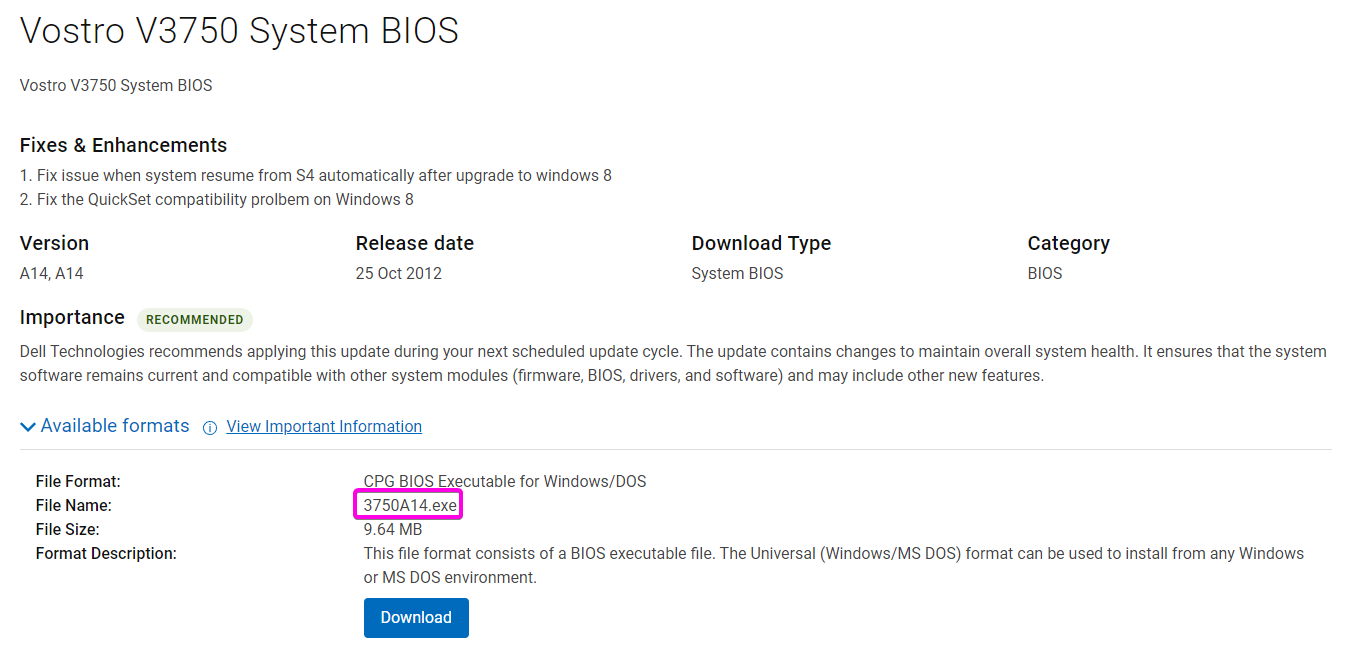 Vostro V3750 System BIOS
Vostro V3750 System BIOS
Fixes & Enhancements
1. Fix issue when system resume from S4 automatically after upgrade to windows 8
2. Fix the QuickSet compatibility prolbem on Windows 8
Version Release date Download Type Category
A14, A14 25 Oct 2012 System BIOS BIOS
Importance RECOMMENDED
Dell Technologies recommends applying this update during your next scheduled update cycle. The update contains changes to maintain overall system health. It ensures that the system
software remains current and compatible with other system modules (firmware, BIOS, drivers, and software) and may include other new features.
Available formats View Important Information
File Format: CPG BIOS Executable for Windows/DOS
File Name: 3750A14.exe
File Size: 9.64 MB
Format Description: This file format consists of a BIOS executable file. The Universal (Windows/MS DOS) format can be used to install from any Windows
or MS DOS environment.
Download